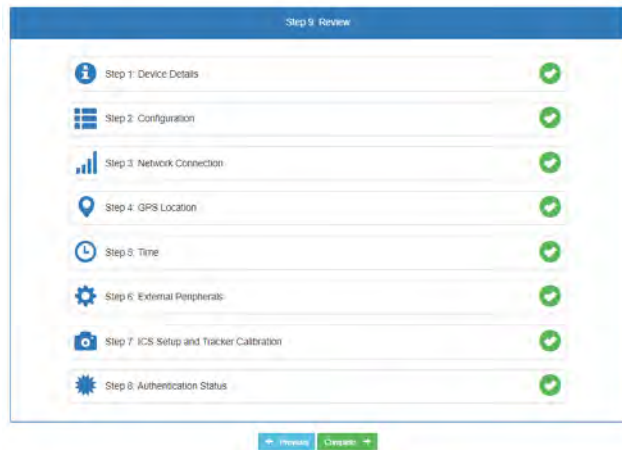 Step 9: Review
Step 1: Device Details
Step 2: Configuration
Step 3: Network Connection
Step 4: GPS Location
Step 5: Time
Step 6: External Peripherals
Step 7: ICS Setup and Tracker Calibration
Step 8: Authentication Status
Previous Complete